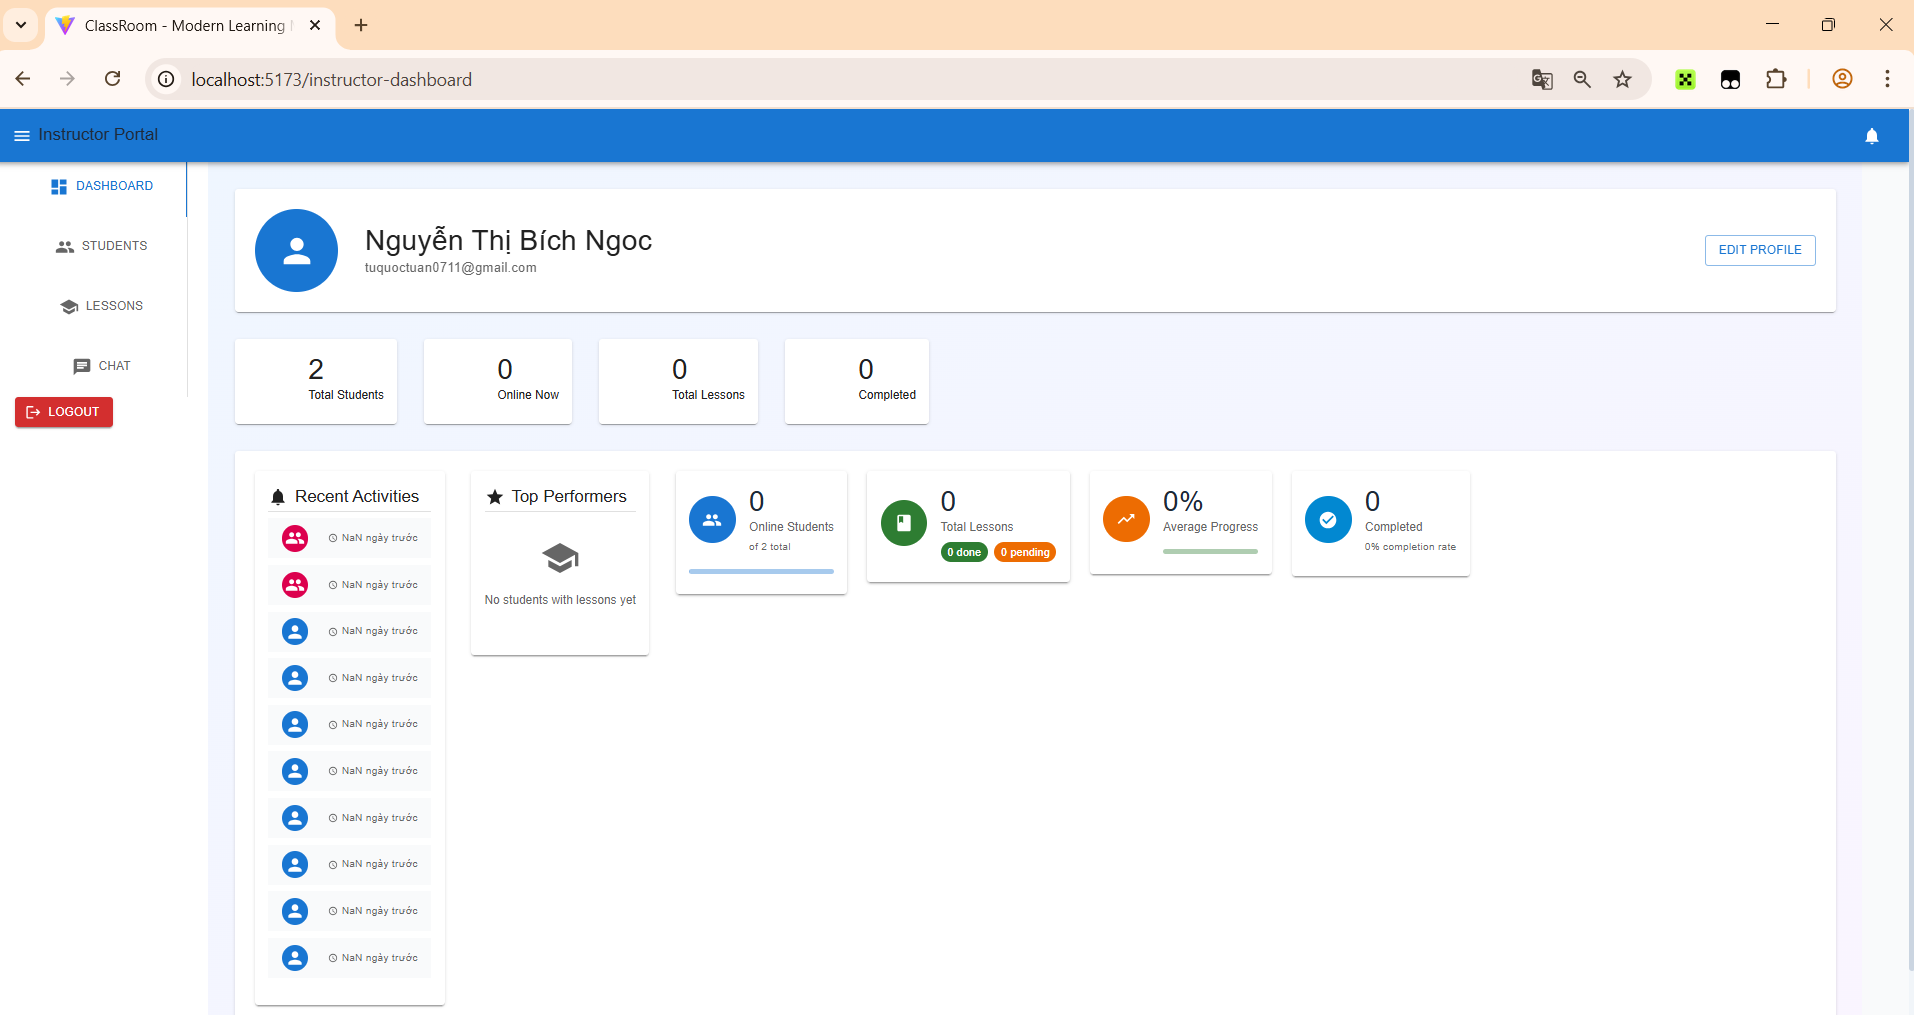 ClassRoom - Modern Learning
localhost:5173/instructor-dashboard
Instructor Portal
DASHBOARD
STUDENTS
LESSONS
CHAT
LOGOUT
Nguyễn Thị Bích Ngoc
tuquoctuan0711@gmail.com
EDIT PROFILE
2
Total Students
0
Online Now
0
Total Lessons
0
Completed
Recent Activities
NaN ngày trước
NaN ngày trước
NaN ngày trước
NaN ngày trước
NaN ngày trước
NaN ngày trước
NaN ngày trước
NaN ngày trước
NaN ngày trước
NaN ngày trước
Top Performers
No students with lessons yet
0
Online Students
of 2 total
0
Total Lessons
0 done 0 pending
0%
Average Progress
0
Completed
0% completion rate